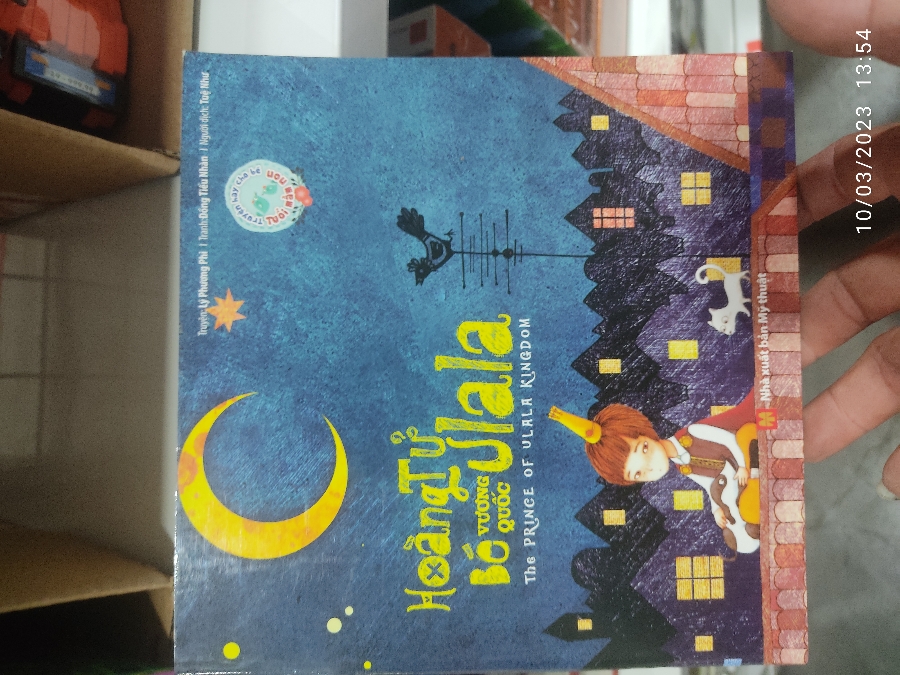 Truyện: Lý Phương Phi I Tranh:Đồng Tiểu Nhàn I Người dịch: Tuệ Như
Truyện hay cho bé
Tuổi mầm non
Hoàng Tử
Bé VƯƠNG QUỐC Ulala
The PRINCE OF ULALA KINGDOM
Nhà xuất bản Mỹ thuật
10/03/2023 13:54